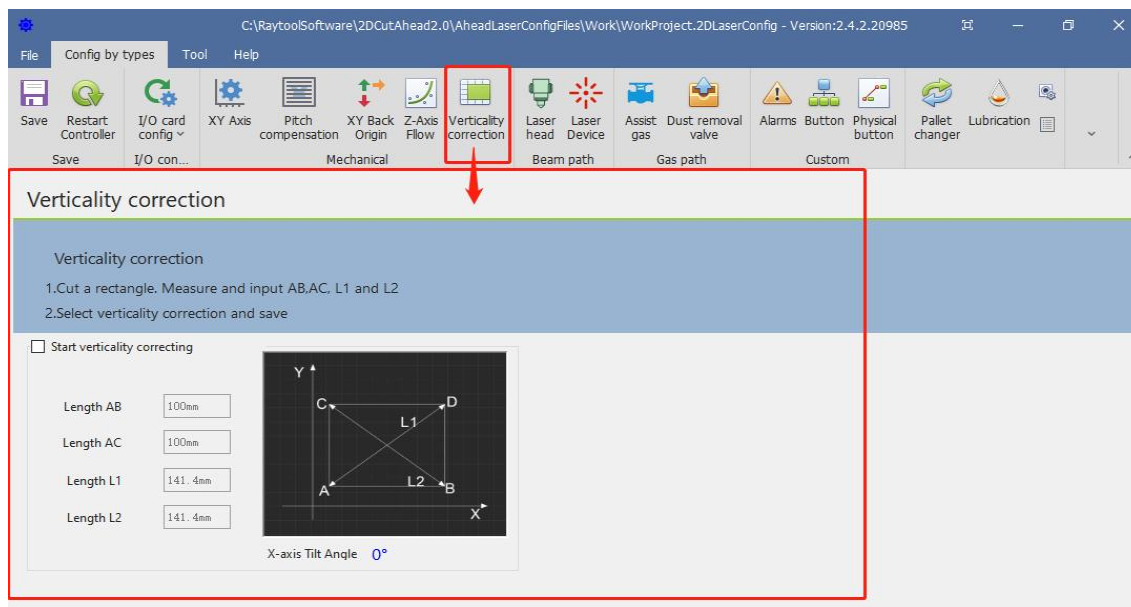 C:\RaytoolSoftware\2DCutAhead2.0\AheadLaserConfigFiles\Work\WorkProject.2DLaserConfig - Version:2.4.2.20985
File Config by types Tool Help
Save Restart Controller I/O card config XY Axis Pitch compensation XY Back Origin Z-Axis Fllow Verticality correction Laser head Laser Device Assist gas Dust removal valve Alarms Button Physical button Pallet changer Lubrication
Save I/O con... Mechanical Beam path Gas path Custom
Verticality correction
Verticality correction
1.Cut a rectangle. Measure and input AB,AC, L1 and L2
2.Select verticality correction and save
Start verticality correcting
Length AB 100mm
Length AC 100mm
Length L1 141.4mm
Length L2 141.4mm
Y
C D
L1
A L2 B
X
X-axis Tilt Angle 0°